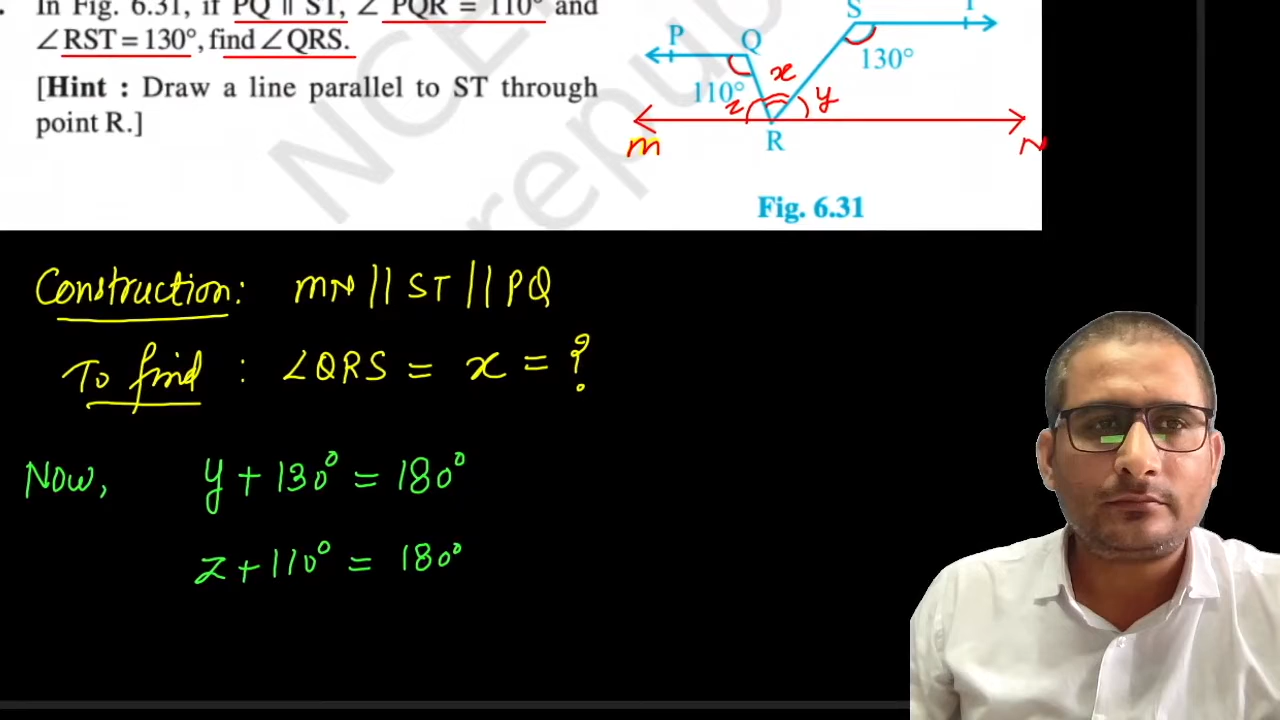 In Fig. 6.31, if PQ || ST, ∠ PQR = 110° and
∠ RST = 130°, find ∠ QRS.
[Hint : Draw a line parallel to ST through
point R.]
S T
P Q
130°
x
110° z y
M R N
Fig. 6.31
Construction: MN || ST || PQ
To find : ∠QRS = x = ?
Now, y + 130° = 180°
z + 110° = 180°